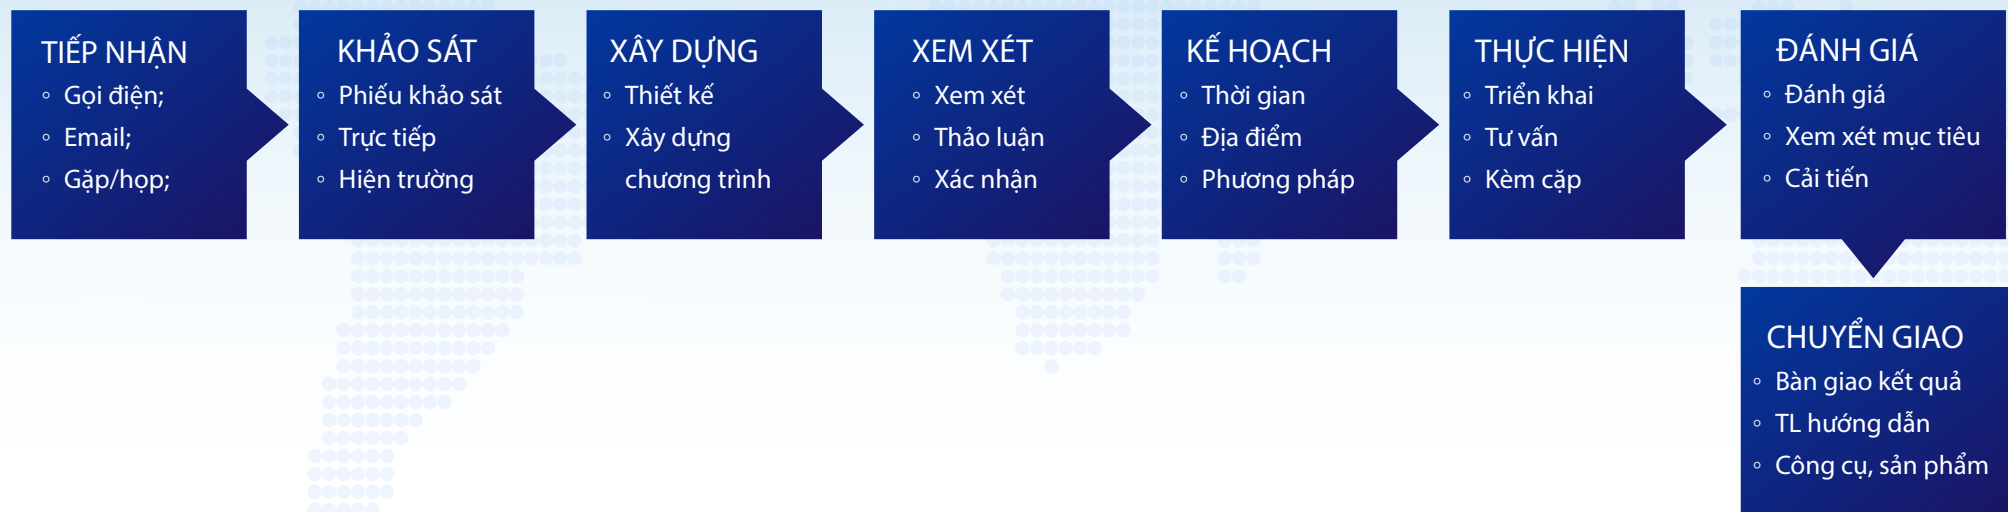 TIẾP NHẬN
◦ Gọi điện;
◦ Email;
◦ Gặp/họp;
KHẢO SÁT
◦ Phiếu khảo sát
◦ Trực tiếp
◦ Hiện trường
XÂY DỰNG
◦ Thiết kế
◦ Xây dựng
chương trình
XEM XÉT
◦ Xem xét
◦ Thảo luận
◦ Xác nhận
KẾ HOẠCH
◦ Thời gian
◦ Địa điểm
◦ Phương pháp
THỰC HIỆN
◦ Triển khai
◦ Tư vấn
◦ Kèm cặp
ĐÁNH GIÁ
◦ Đánh giá
◦ Xem xét mục tiêu
◦ Cải tiến
CHUYỂN GIAO
◦ Bàn giao kết quả
◦ TL hướng dẫn
◦ Công cụ, sản phẩm